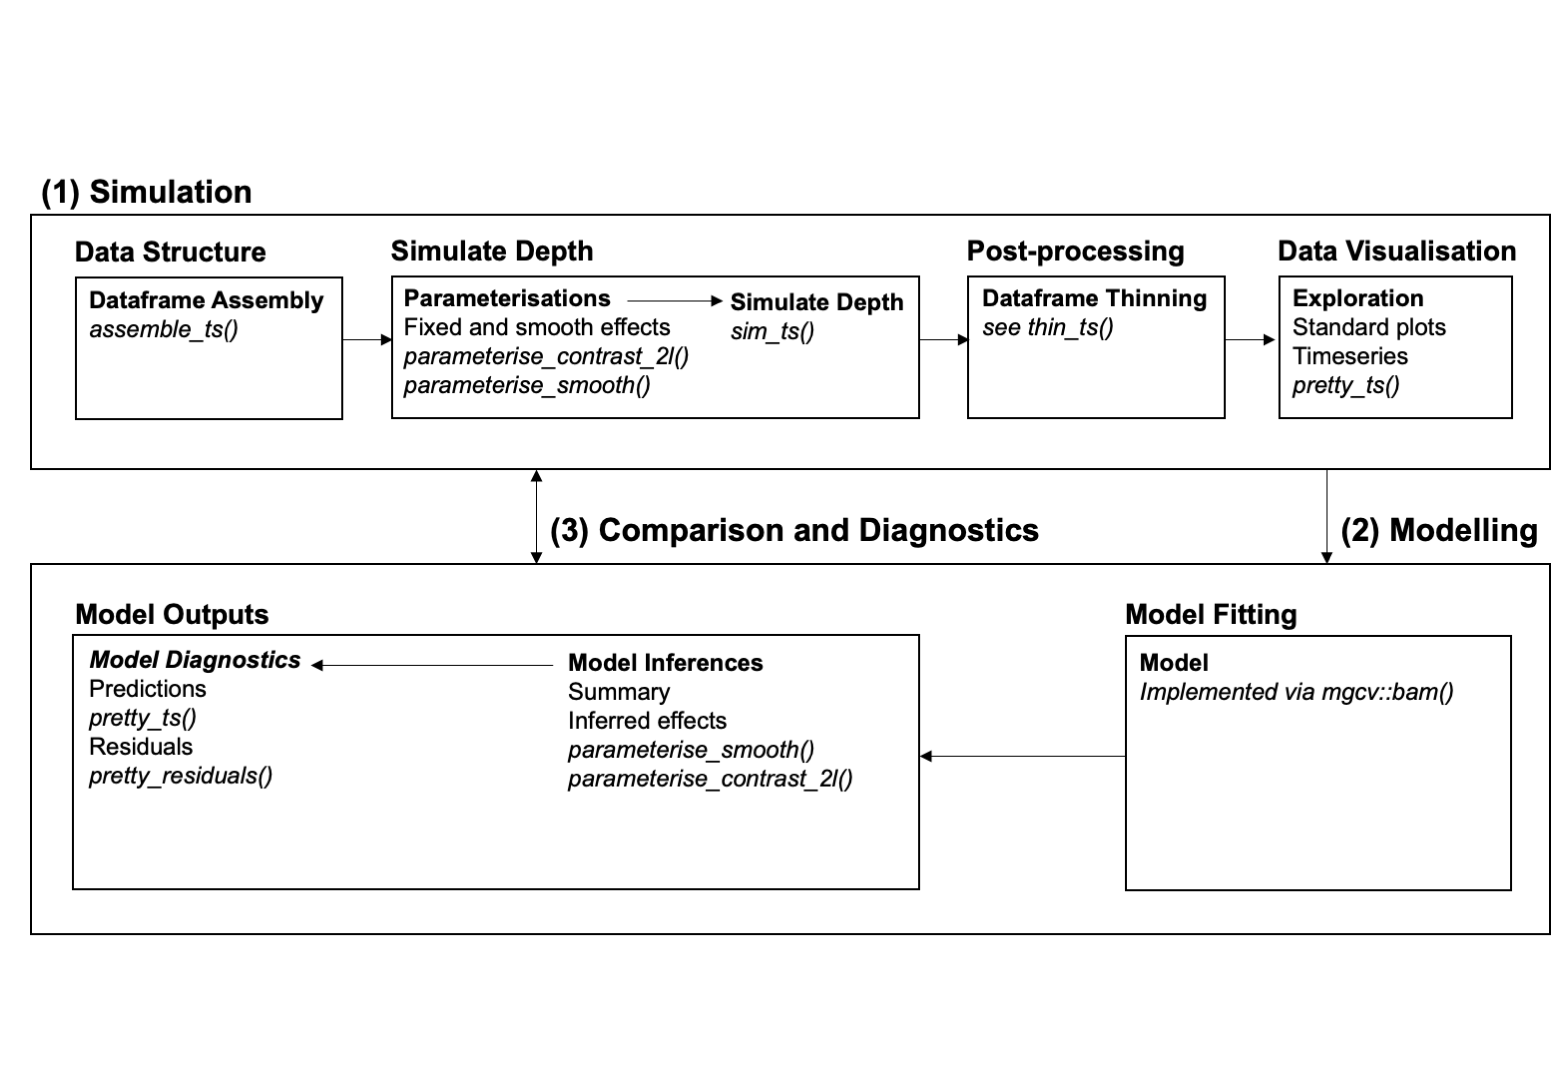 (1) Simulation
Data Structure
Dataframe Assembly
assemble_ts()
Simulate Depth
Parameterisations
Fixed and smooth effects
parameterise_contrast_2l()
parameterise_smooth()
Simulate Depth
sim_ts()
Post-processing
Dataframe Thinning
see thin_ts()
Data Visualisation
Exploration
Standard plots
Timeseries
pretty_ts()
(3) Comparison and Diagnostics
(2) Modelling
Model Outputs
Model Diagnostics
Predictions
pretty_ts()
Residuals
pretty_residuals()
Model Inferences
Summary
Inferred effects
parameterise_smooth()
parameterise_contrast_2l()
Model Fitting
Model
Implemented via mgcv::bam()